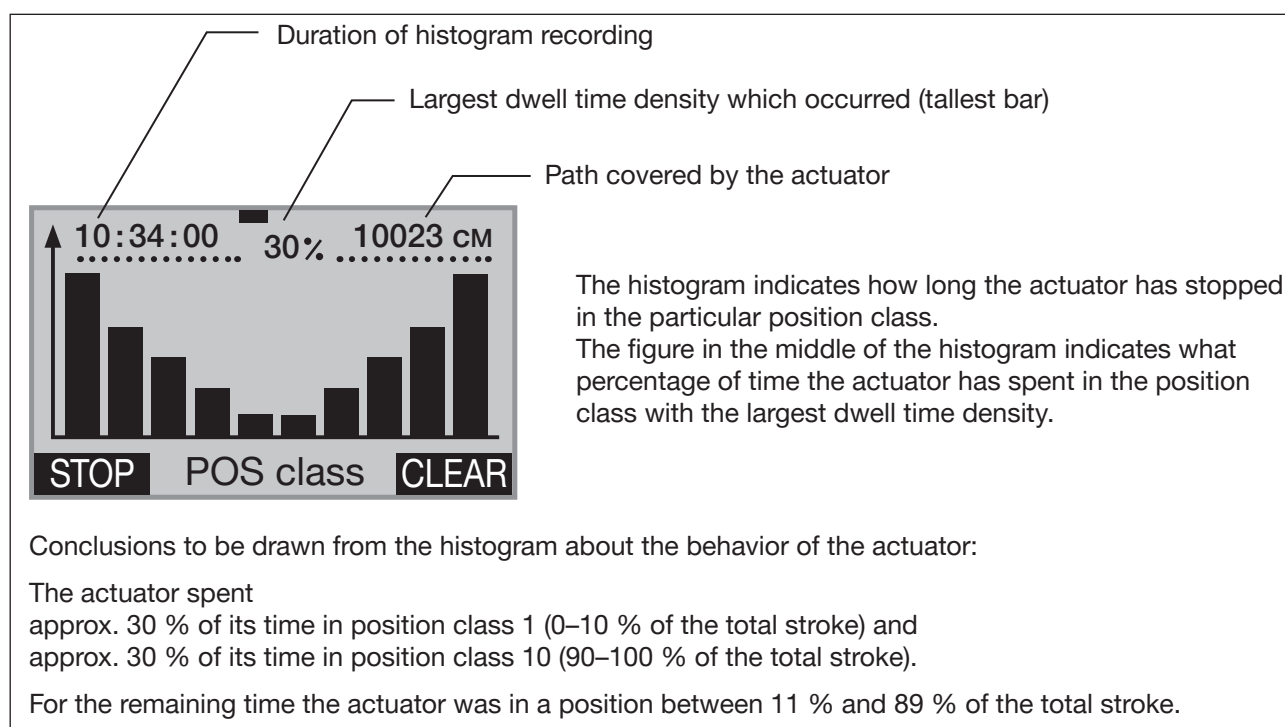 Duration of histogram recording
Largest dwell time density which occurred (tallest bar)
Path covered by the actuator
10:34:00
30%
10023 CM
STOP
POS class
CLEAR
The histogram indicates how long the actuator has stopped
in the particular position class.
The figure in the middle of the histogram indicates what
percentage of time the actuator has spent in the position
class with the largest dwell time density.
Conclusions to be drawn from the histogram about the behavior of the actuator:
The actuator spent
approx. 30 % of its time in position class 1 (0–10 % of the total stroke) and
approx. 30 % of its time in position class 10 (90–100 % of the total stroke).
For the remaining time the actuator was in a position between 11 % and 89 % of the total stroke.